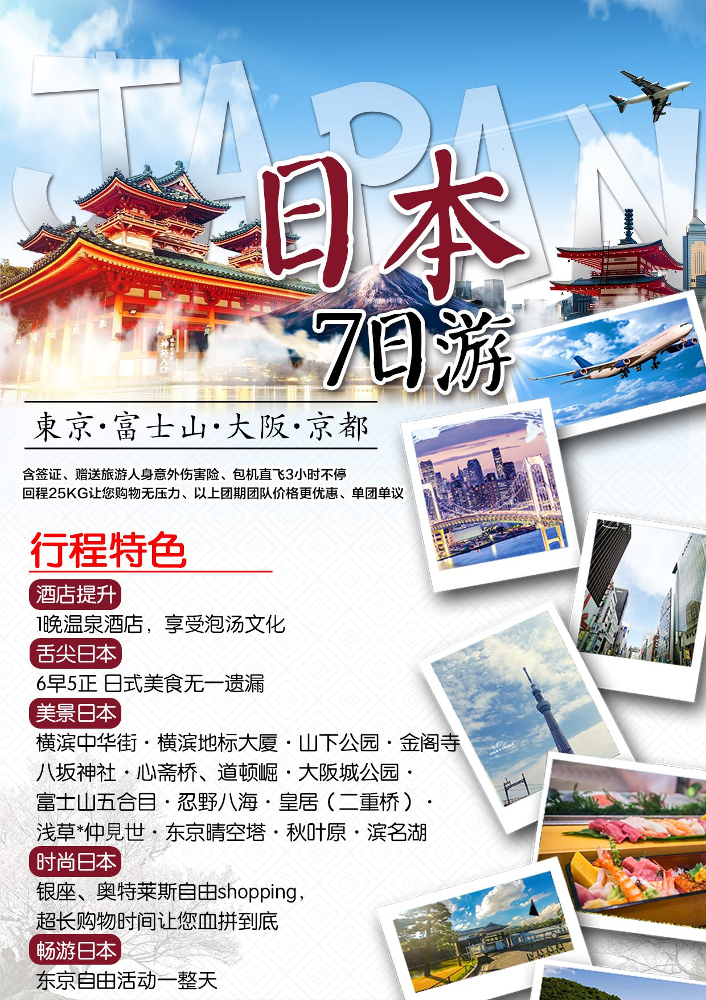 JAPAN
日本
7日游
神苑入口
東京·富士山·大阪·京都
含签证、赠送旅游人身意外伤害险、包机直飞3小时不停
回程25KG让您购物无压力、以上团期团队价格更优惠、单团单议
行程特色
酒店提升
1晚温泉酒店，享受泡汤文化
舌尖日本
6早5正 日式美食无一遗漏
美景日本
横滨中华街·横滨地标大厦·山下公园·金阁寺
八坂神社·心斋桥、道顿崛·大阪城公园·
富士山五合目·忍野八海·皇居（二重桥）·
浅草*仲見世·东京晴空塔·秋叶原·滨名湖
时尚日本
银座、奥特莱斯自由shopping，
超长购物时间让您血拼到底
畅游日本
东京自由活动一整天